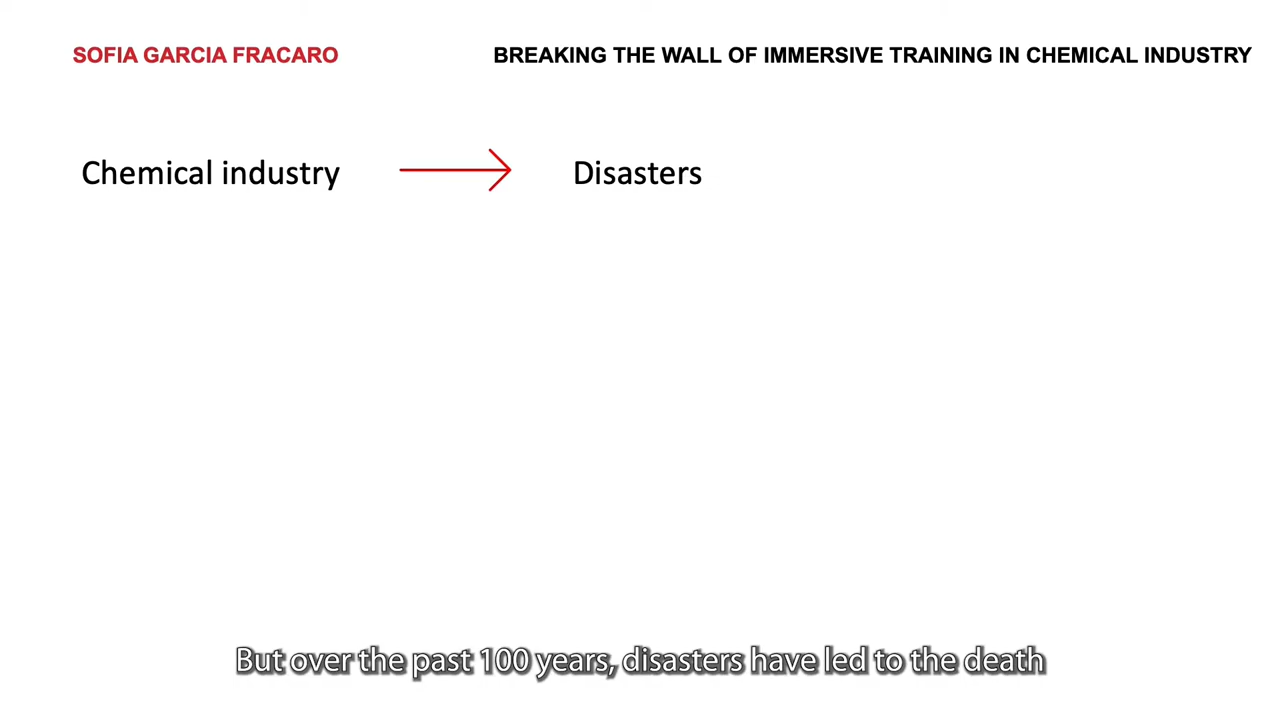 SOFIA GARCIA FRACARO
BREAKING THE WALL OF IMMERSIVE TRAINING IN CHEMICAL INDUSTRY
Chemical industry
Disasters
But over the past 100 years, disasters have led to the death